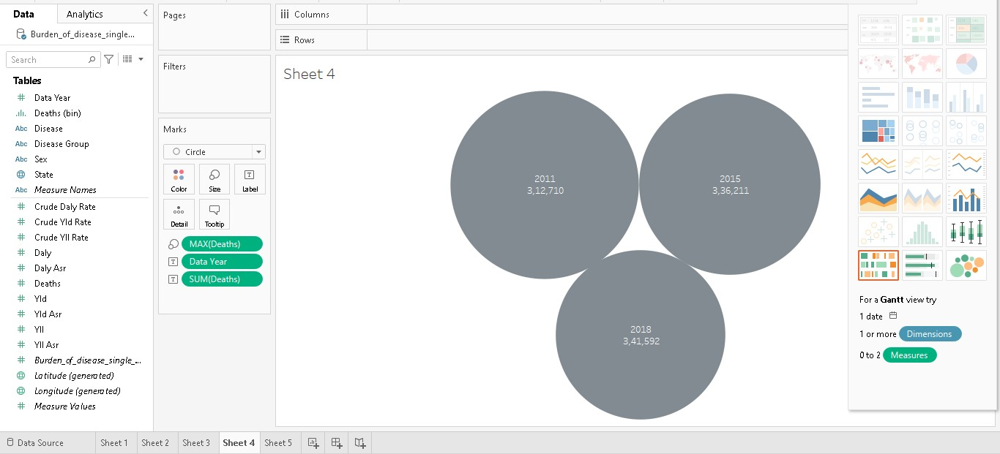 Data
Analytics
Burden_of_disease_single...
Search
Tables
Data Year
Deaths (bin)
Abc Disease
Abc Disease Group
Abc Sex
State
Abc Measure Names
Crude Daly Rate
Crude Yld Rate
Crude Yll Rate
Daly
Daly Asr
Deaths
Yld
Yld Asr
Yll
Yll Asr
Burden_of_disease_single_...
Latitude (generated)
Longitude (generated)
Measure Values
Pages
Filters
Marks
Circle
Color Size Label
Detail Tooltip
MAX(Deaths)
Data Year
SUM(Deaths)
Columns
Rows
Sheet 4
2011
3,12,710
2015
3,36,211
2018
3,41,592
For a Gantt view try
1 date
1 or more Dimensions
0 to 2 Measures
Data Source Sheet 1 Sheet 2 Sheet 3 Sheet 4 Sheet 5